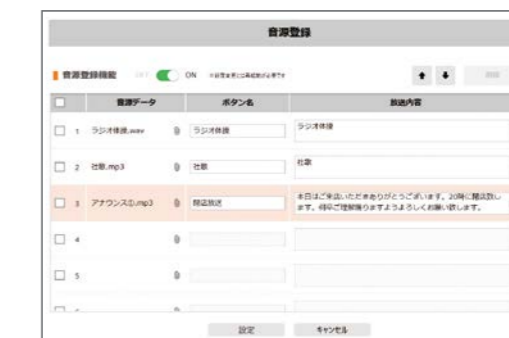 音源登録
音源登録機能 OFF ON
音源データ ボタン名 放送内容
1 ラジオ体操.wav ラジオ体操 ラジオ体操
2 社歌.mp3 社歌 社歌
3 アナウンス①.mp3 閉店放送 本日はご来店いただきありがとうございます。20時に閉店致し
ます。何卒ご理解賜りますようよろしくお願い致します。
4
5
設定 キャンセル